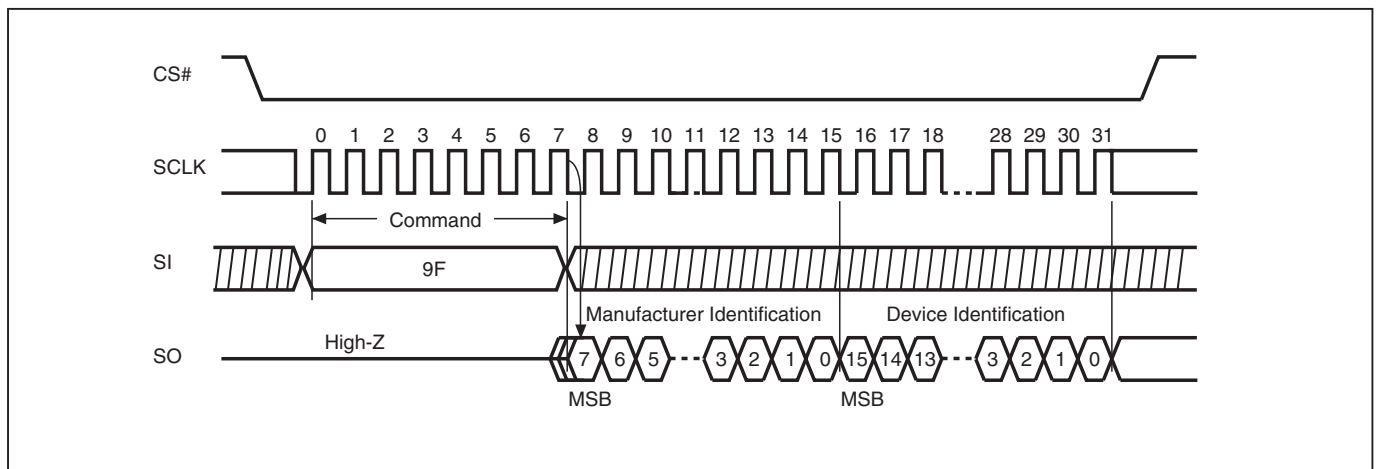 CS#
0 1 2 3 4 5 6 7 8 9 10 11 12 13 14 15 16 17 18 28 29 30 31
SCLK
Command
SI
9F
Manufacturer Identification Device Identification
High-Z
SO
7 6 5 3 2 1 0 15 14 13 3 2 1 0
MSB MSB